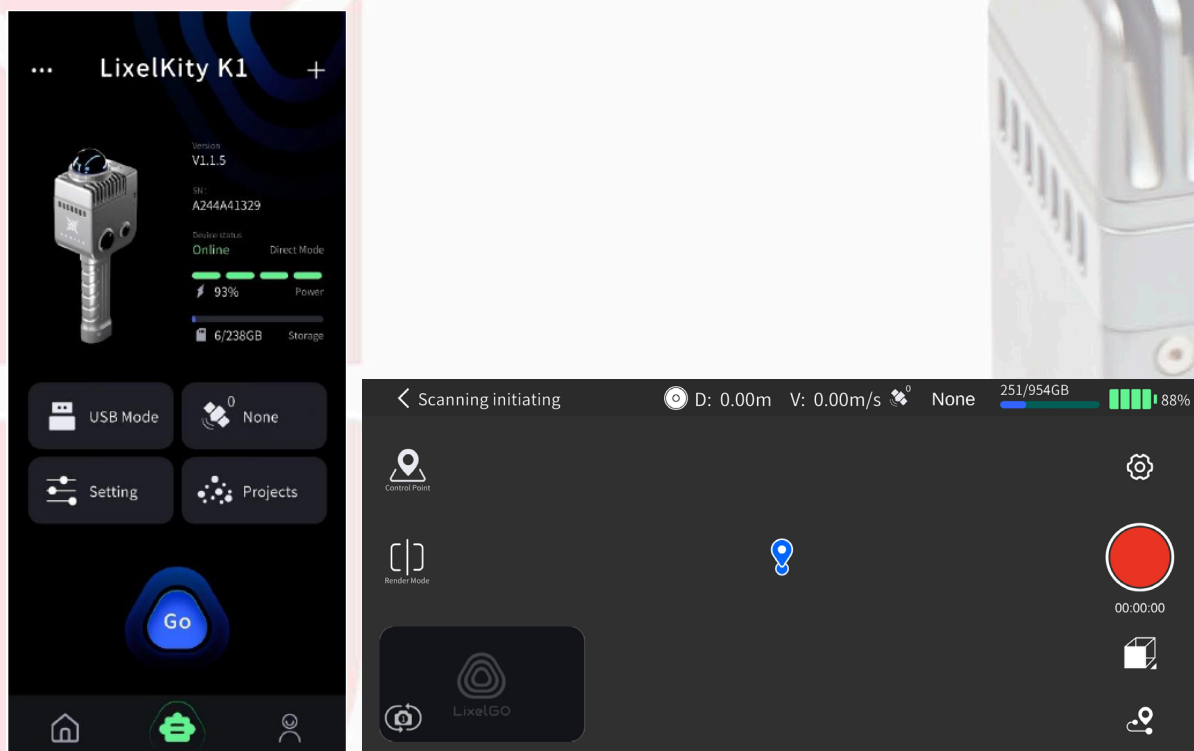 ... LixelKity K1 +
Version
V1.1.5
SN:
A244A41329
Device status
Online Direct Mode
93% Power
6/238GB Storage
USB Mode
0
None
Setting
Projects
Go
Scanning initiating
D: 0.00m V: 0.00m/s
0
None
251/954GB
88%
Control Point
Render Mode
00:00:00
LixelGO